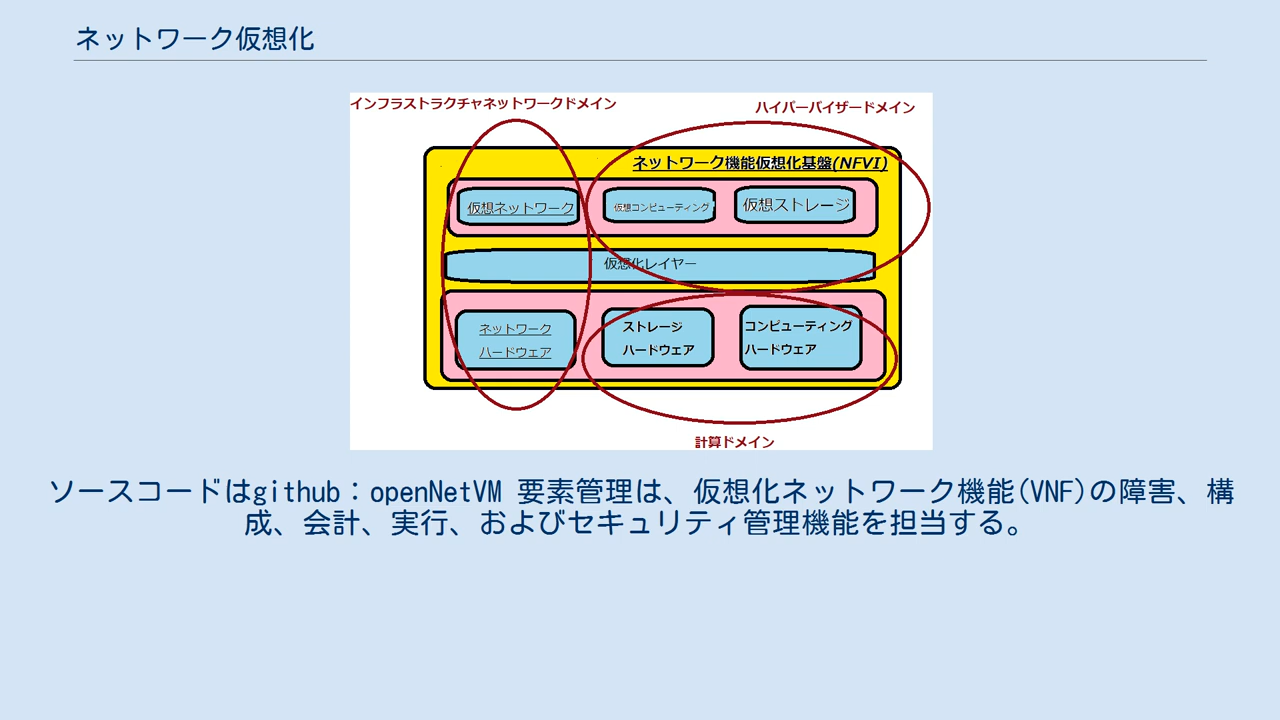 ネットワーク仮想化
インフラストラクチャネットワークドメイン
ハイパーバイザードメイン
ネットワーク機能仮想化基盤(NFVI)
仮想ネットワーク
仮想コンピューティング
仮想ストレージ
仮想化レイヤー
ネットワーク
ハードウェア
ストレージ
ハードウェア
コンピューティング
ハードウェア
計算ドメイン
ソースコードはgithub：openNetVM 要素管理は、仮想化ネットワーク機能(VNF)の障害、構
成、会計、実行、およびセキュリティ管理機能を担当する。